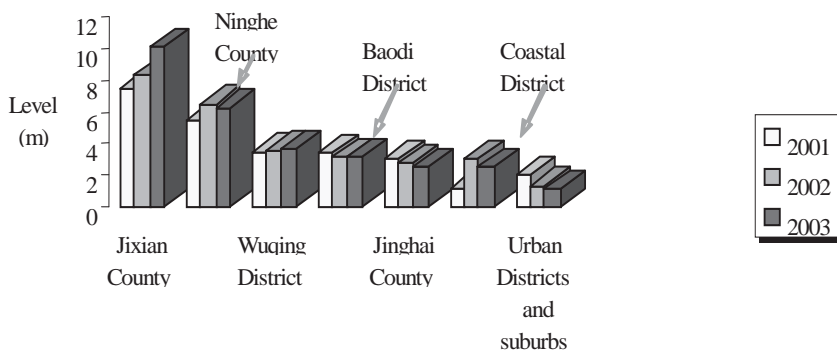 12
10
8
6
4
2
0
Level
(m)
Ninghe
County
Baodi
District
Coastal
District
Jixian
County
Wuqing
District
Jinghai
County
Urban
Districts
and
suburbs
2001
2002
2003